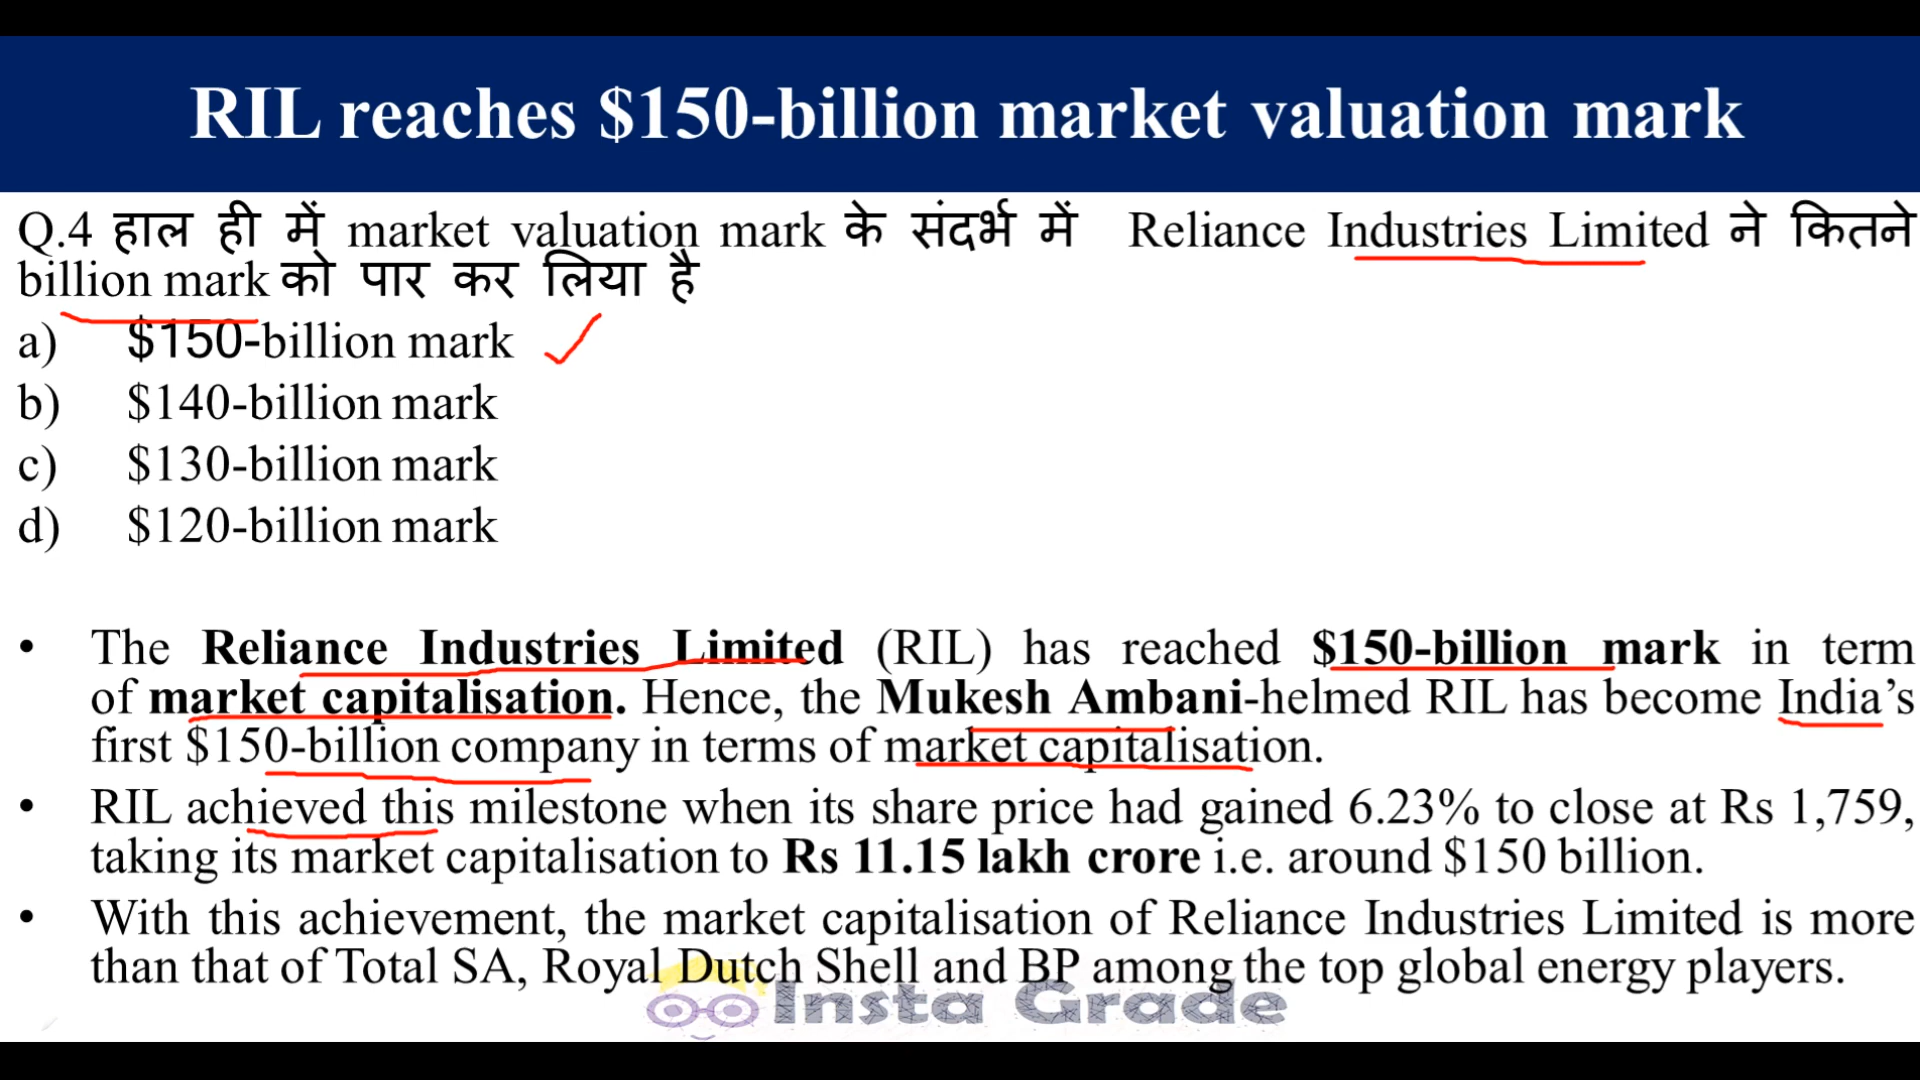 RIL reaches $150-billion market valuation mark
Q.4 हाल ही में market valuation mark के संदर्भ में Reliance Industries Limited ने कितने
billion mark को पार कर लिया है
a) $150-billion mark
b) $140-billion mark
c) $130-billion mark
d) $120-billion mark
• The Reliance Industries Limited (RIL) has reached $150-billion mark in term
of market capitalisation. Hence, the Mukesh Ambani-helmed RIL has become India’s
first $150-billion company in terms of market capitalisation.
• RIL achieved this milestone when its share price had gained 6.23% to close at Rs 1,759,
taking its market capitalisation to Rs 11.15 lakh crore i.e. around $150 billion.
• With this achievement, the market capitalisation of Reliance Industries Limited is more
than that of Total SA, Royal Dutch Shell and BP among the top global energy players.
Insta Grade